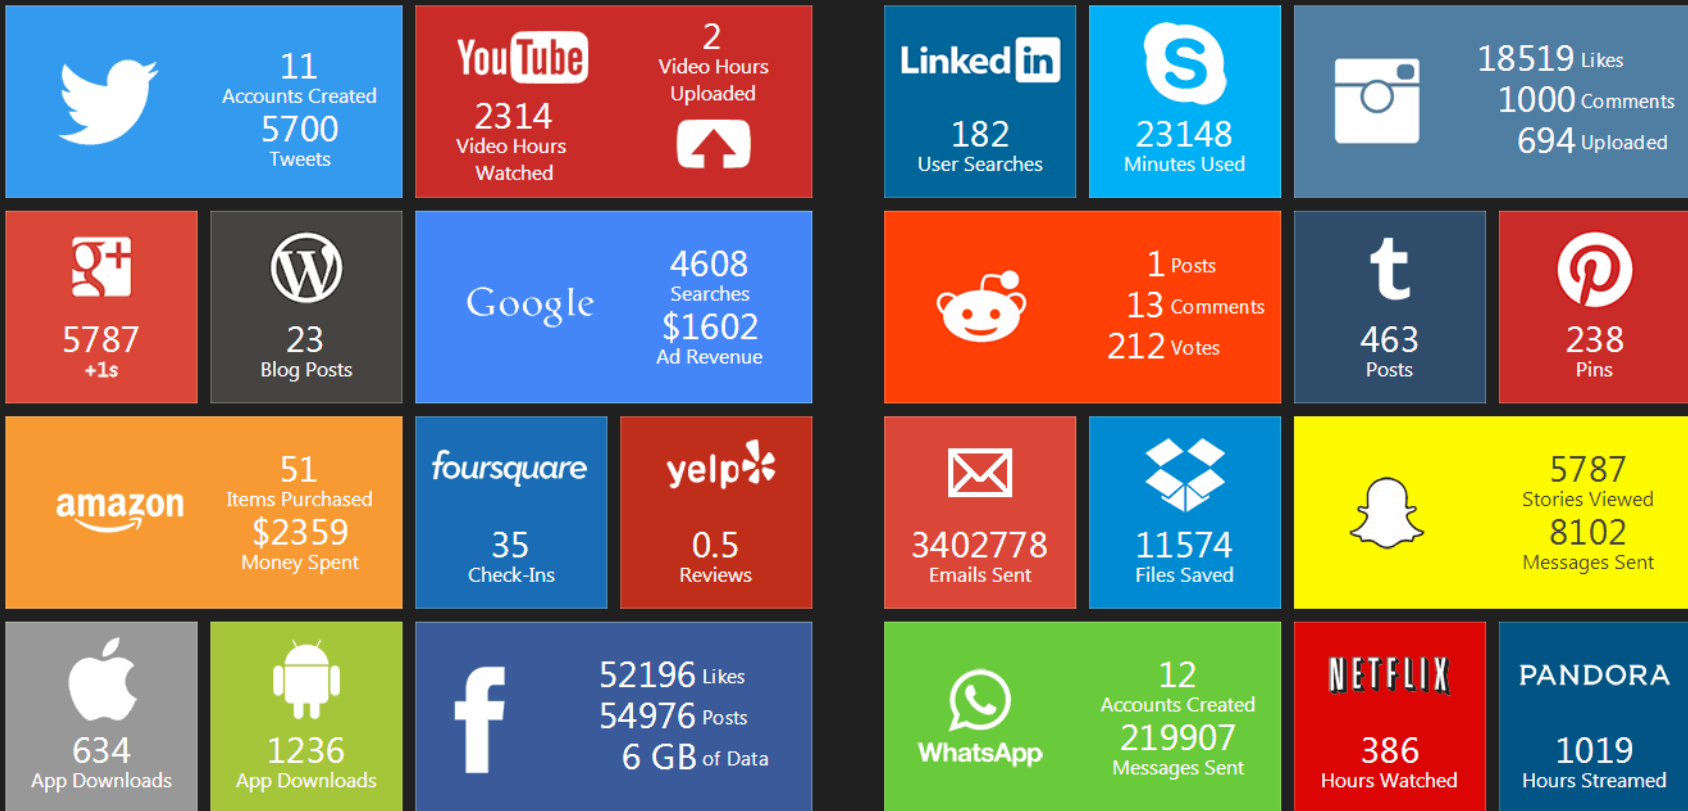 11
Accounts Created
5700
Tweets
YouTube
2314
Video Hours
Watched
2
Video Hours
Uploaded
Linked in
182
User Searches
S
23148
Minutes Used
18519 Likes
1000 Comments
694 Uploaded
g+
5787
+1s
W
23
Blog Posts
Google
4608
Searches
$1602
Ad Revenue
1 Posts
13 Comments
212 Votes
t
463
Posts
P
238
Pins
amazon
51
Items Purchased
$2359
Money Spent
foursquare
35
Check-Ins
yelp
0.5
Reviews
3402778
Emails Sent
11574
Files Saved
5787
Stories Viewed
8102
Messages Sent
634
App Downloads
1236
App Downloads
f
52196 Likes
54976 Posts
6 GB of Data
WhatsApp
12
Accounts Created
219907
Messages Sent
NETFLIX
386
Hours Watched
PANDORA
1019
Hours Streamed